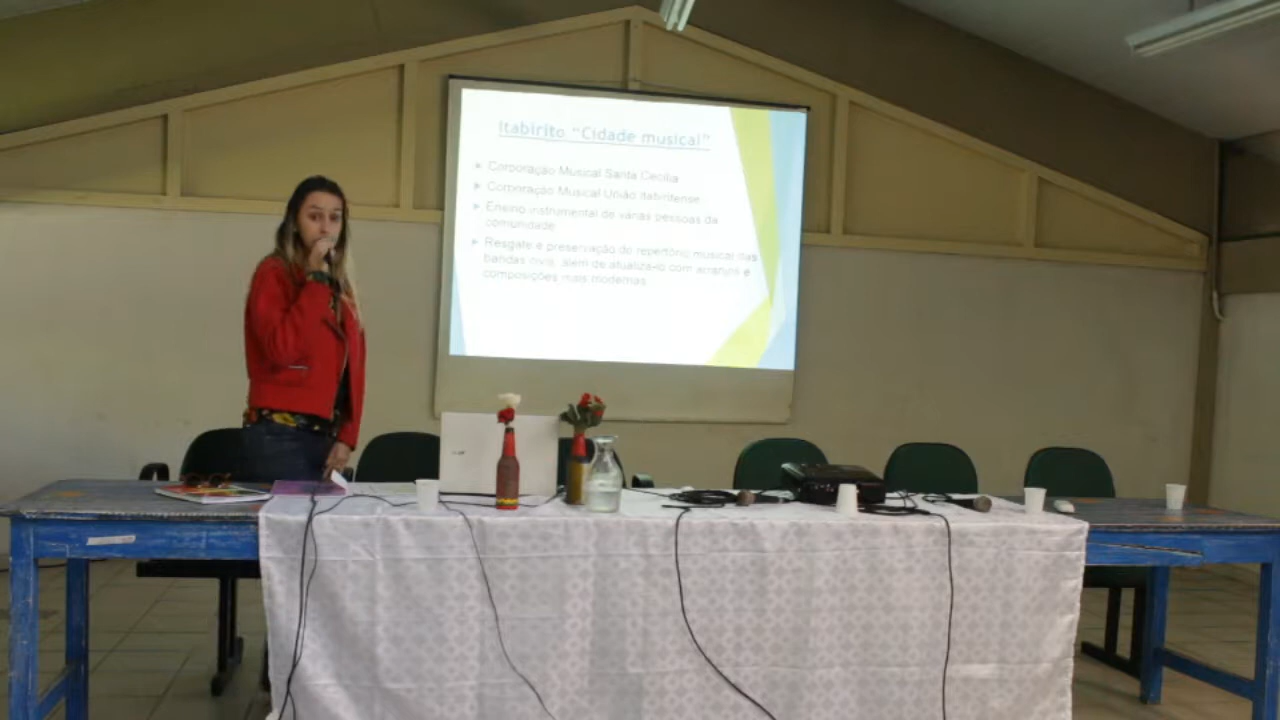 Itabirito "Cidade musical"
Corporação Musical Santa Cecília
Corporação Musical União itabiritense
Ensino instrumental de várias pessoas da
comunidade
Resgate e preservação do repertório musical das
bandas civis, além de atualizá-lo com arranjos e
composições mais modernas